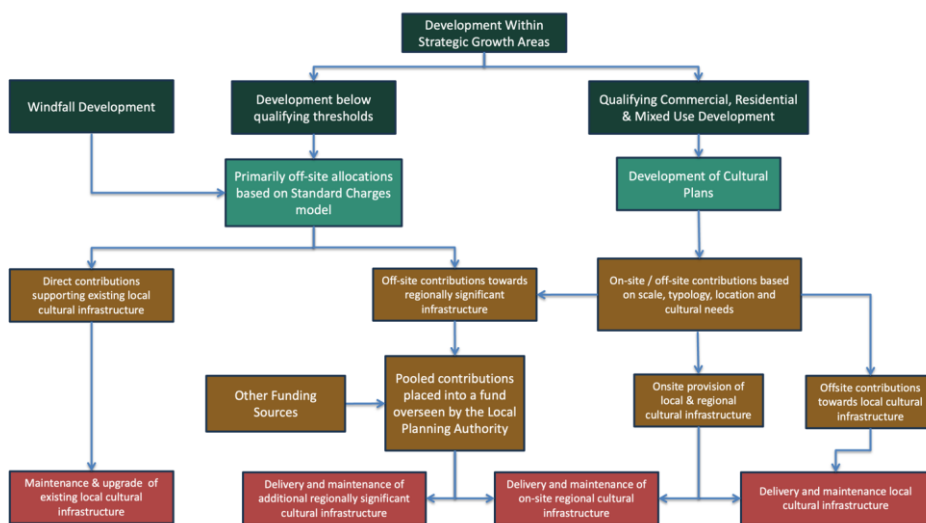 Development Within
Strategic Growth Areas
Windfall Development
Development below
qualifying thresholds
Qualifying Commercial, Residential
& Mixed Use Development
Primarily off-site allocations
based on Standard Charges
model
Development of Cultural
Plans
Direct contributions
supporting existing local
cultural infrastructure
Off-site contributions towards
regionally significant
infrastructure
On-site / off-site contributions based
on scale, typology, location and
cultural needs
Other Funding
Sources
Pooled contributions
placed into a fund
overseen by the Local
Planning Authority
Onsite provision of
local & regional
cultural infrastructure
Offsite contributions
towards local cultural
infrastructure
Maintenance & upgrade of
existing local cultural
infrastructure
Delivery and maintenance of
additional regionally significant
cultural infrastructure
Delivery and maintenance of
on-site regional cultural
infrastructure
Delivery and maintenance local
cultural infrastructure